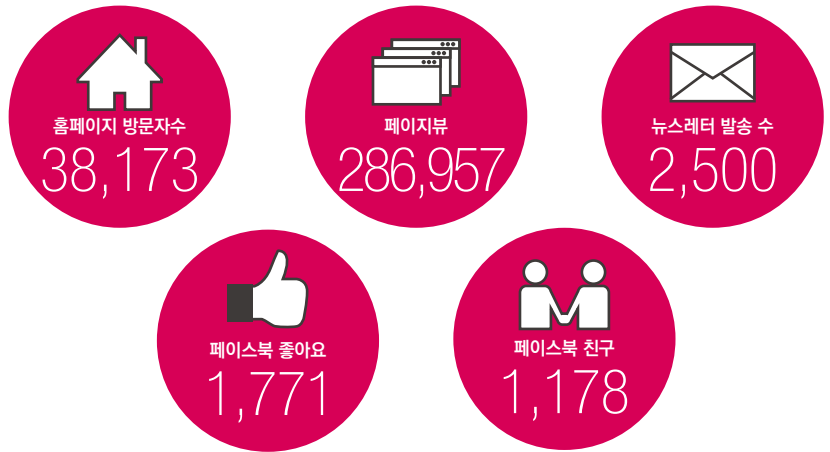 홈페이지 방문자수
38,173
페이지뷰
286,957
뉴스레터 발송 수
2,500
페이스북 좋아요
1,771
페이스북 친구
1,178